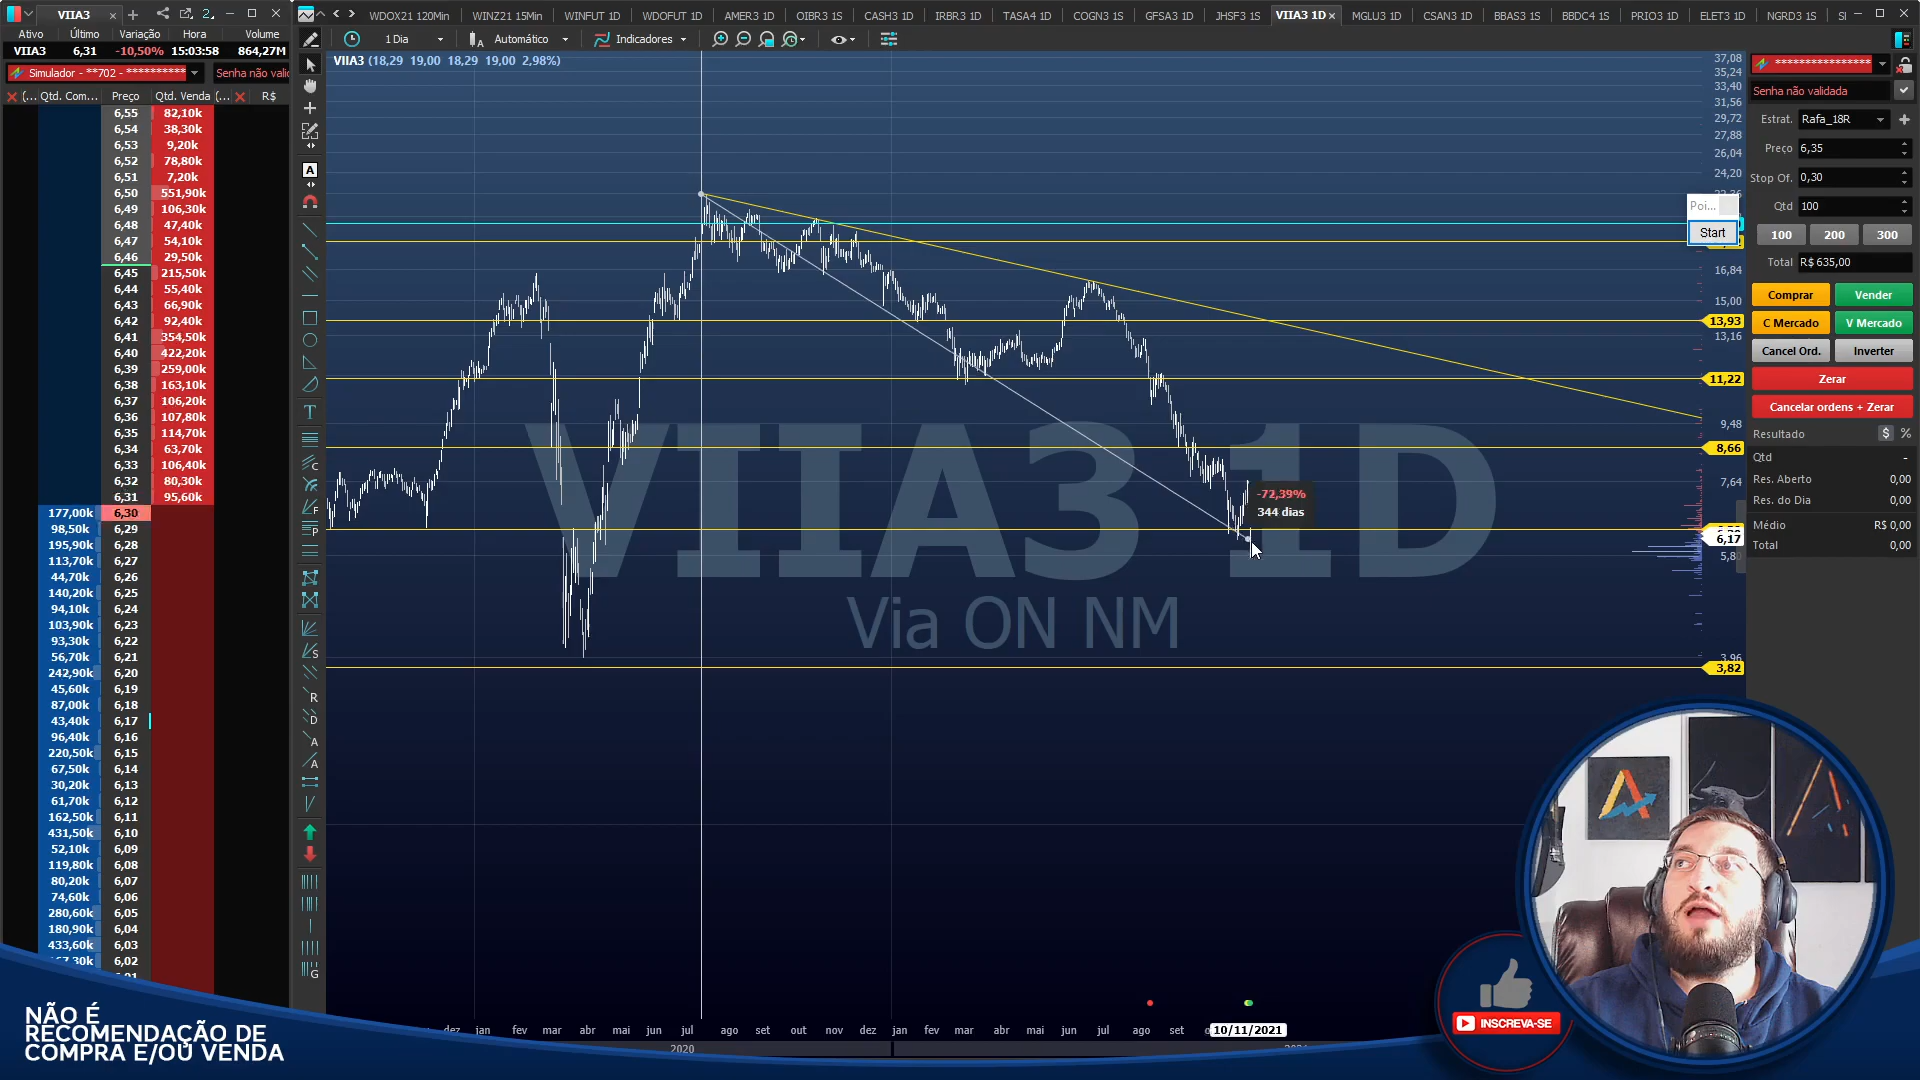 VIIA3
WDOX21 120Min
WINZ21 15Min
WINFUT 1D
WDOFUT 1D
AMER3 1D
OIBR3 1S
CASH3 1D
IRBR3 1D
TASA4 1D
COGN3 1S
GFSA3 1D
JHSF3 1S
VIIA3 1D
MGLU3 1D
CSAN3 1D
BBAS3 1S
BBDC4 1S
PRIO3 1D
ELET3 1D
NGRD3 1S
Ativo Último Variação Hora Volume
VIIA3 6,31 -10,50% 15:03:58 864,27M
Simulador - **702 - **********
Senha não valid
1 Dia
Automático
Indicadores
(... Qtd. Com... Preço Qtd. Venda (... R$
6,55 82,10k
6,54 38,30k
6,53 9,20k
6,52 78,80k
6,51 7,20k
6,50 551,90k
6,49 106,30k
6,48 47,40k
6,47 54,10k
6,46 29,50k
6,45 215,50k
6,44 55,40k
6,43 66,90k
6,42 92,40k
6,41 354,50k
6,40 422,20k
6,39 259,00k
6,38 163,10k
6,37 106,20k
6,36 107,80k
6,35 114,70k
6,34 63,70k
6,33 106,40k
6,32 80,30k
6,31 95,60k
177,00k 6,30
98,50k 6,29
195,90k 6,28
113,70k 6,27
44,70k 6,26
140,20k 6,25
94,10k 6,24
103,90k 6,23
93,30k 6,22
56,70k 6,21
242,90k 6,20
45,60k 6,19
87,00k 6,18
43,40k 6,17
96,40k 6,16
220,50k 6,15
67,50k 6,14
30,20k 6,13
61,70k 6,12
162,50k 6,11
431,50k 6,10
52,10k 6,09
119,80k 6,08
80,20k 6,07
74,60k 6,06
280,60k 6,05
180,90k 6,04
433,60k 6,03
6,02
VIIA3 (18,29 19,00 18,29 19,00 2,98%)
VIIA3 1D
Via ON NM
-72,39%
344 dias
37,08
35,24
33,40
31,56
29,72
27,88
26,04
24,20
16,84
15,00
13,93
13,16
11,22
9,48
8,66
7,64
6,17
5,80
3,96
3,82
Poi...
Start
dez jan fev mar abr mai jun jul ago set out nov dez jan fev mar abr mai jun jul ago set
10/11/2021
2020
******************
Senha não validada
Estrat. Rafa_18R
Preço 6,35
Stop Of. 0,30
Qtd 100
100 200 300
Total R$ 635,00
Comprar Vender
C Mercado V Mercado
Cancel Ord. Inverter
Zerar
Cancelar ordens + Zerar
Resultado $ %
Qtd -
Res. Aberto 0,00
Res. do Dia 0,00
Médio R$ 0,00
Total 0,00
NÃO É
RECOMENDAÇÃO DE
COMPRA E/OU VENDA
INSCREVA-SE